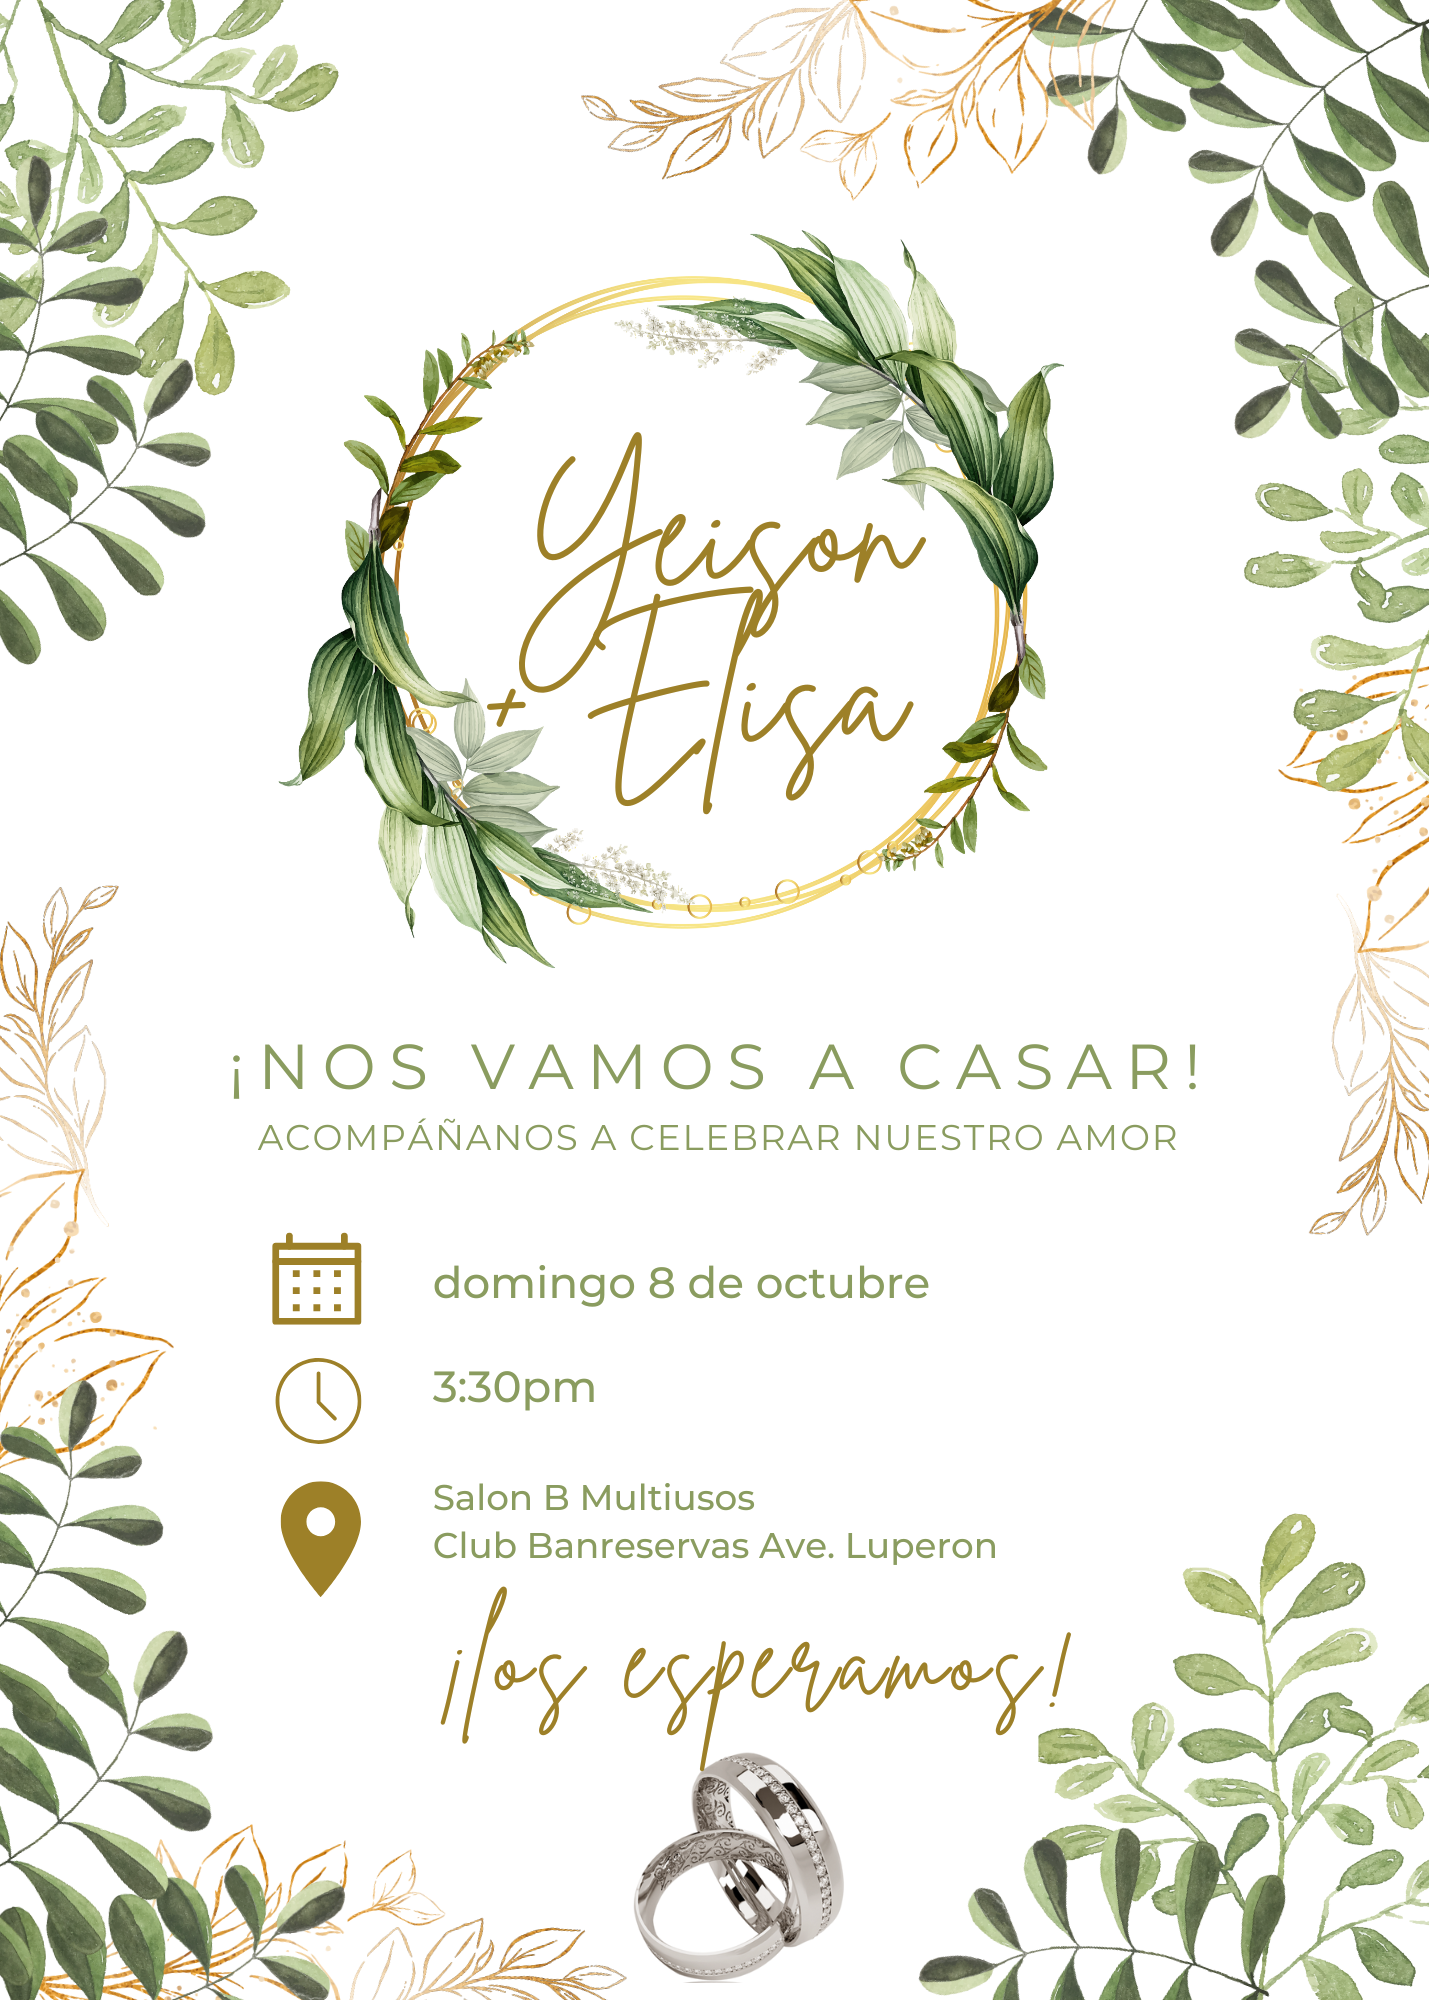 Yeison
+ Elisa
¡NOS VAMOS A CASAR!
ACOMPÁÑANOS A CELEBRAR NUESTRO AMOR
domingo 8 de octubre
3:30pm
Salon B Multiusos
Club Banreservas Ave. Luperon
¡los esperamos!